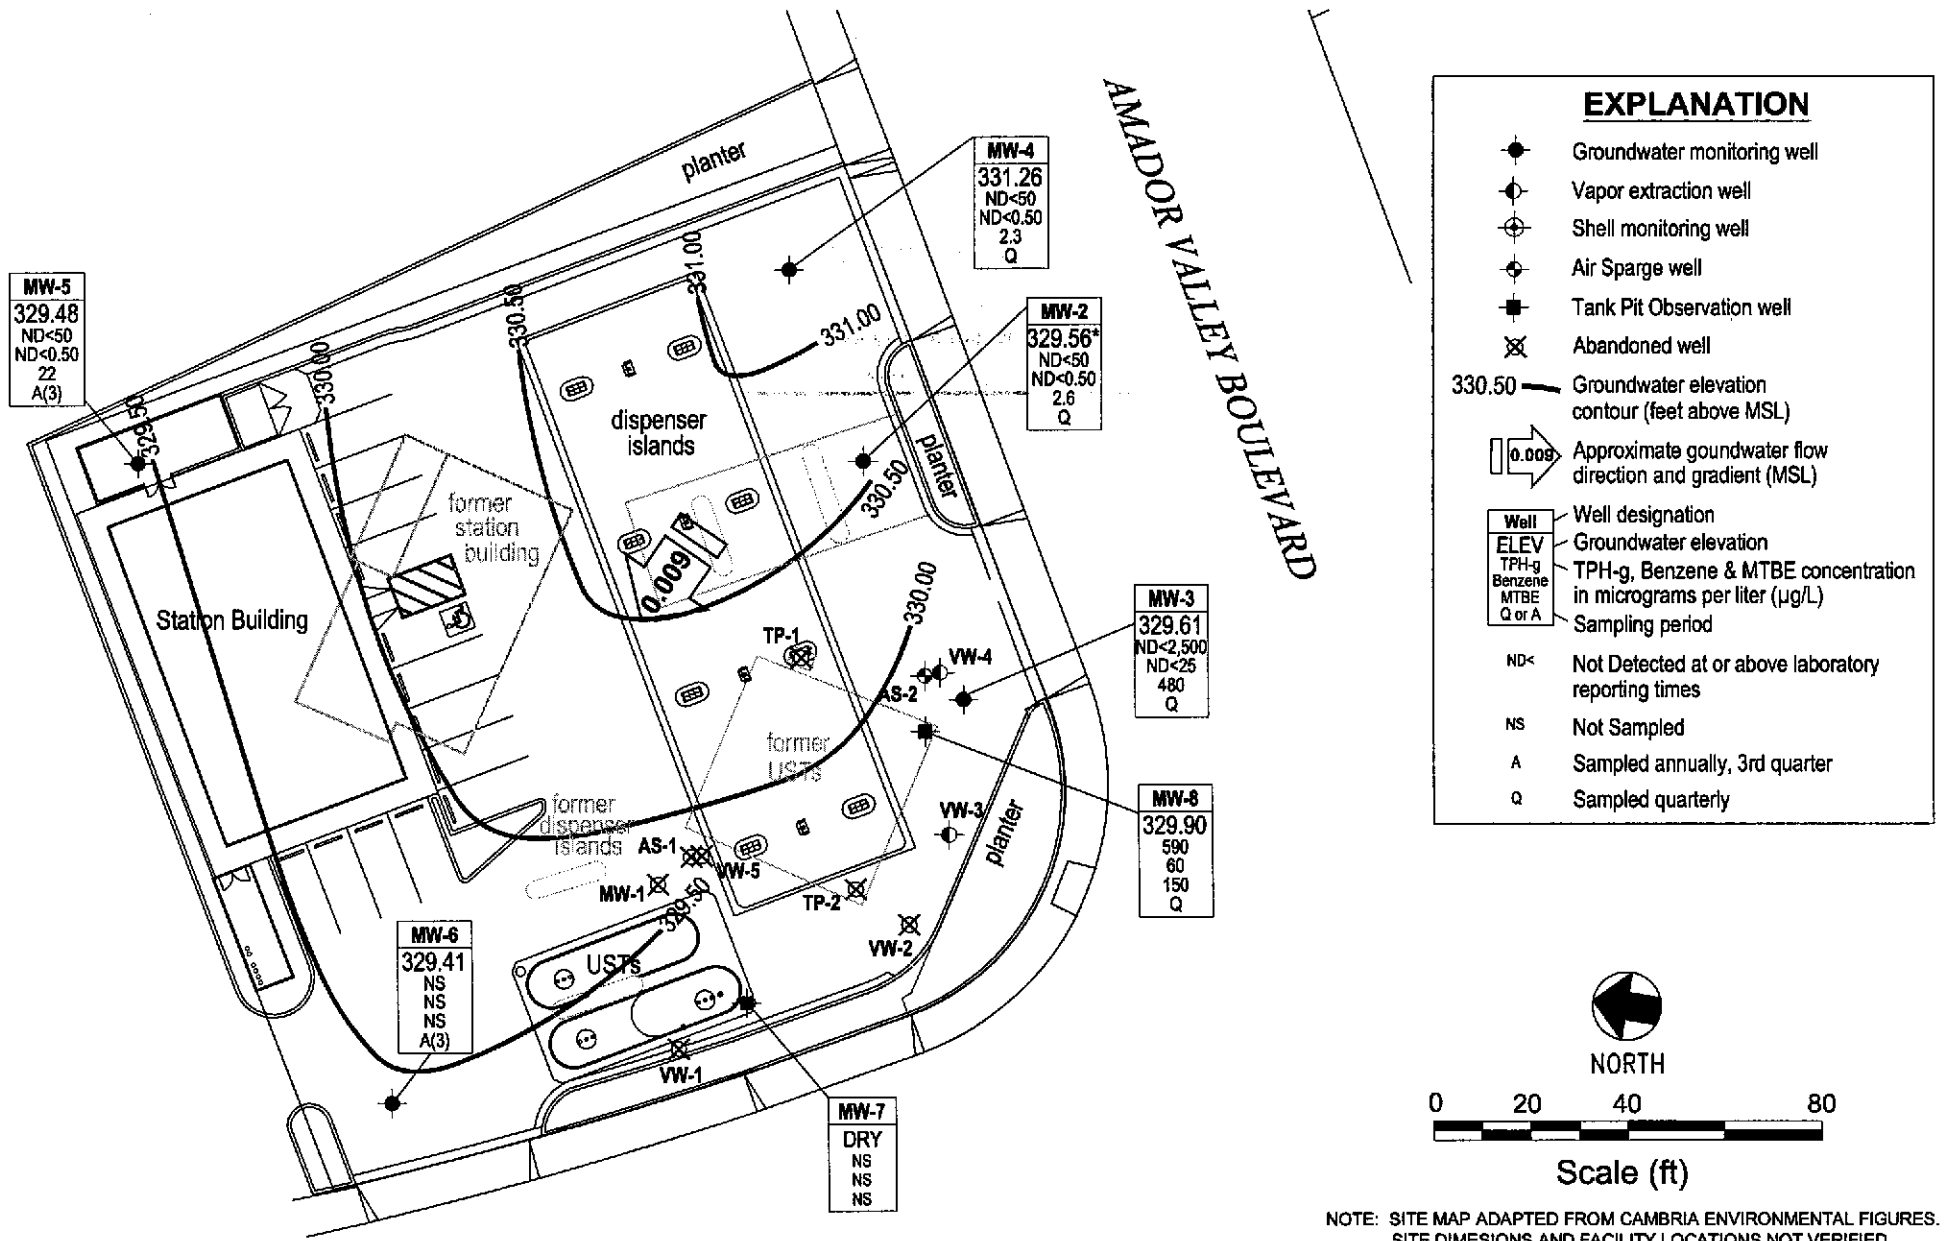 planter
AMADOR VALLEY BOULEVARD
MW-4
331.26
ND<50
ND<0.50
2.3
Q
MW-5
329.48
ND<50
ND<0.50
22
A(3)
MW-2
329.56*
ND<50
ND<0.50
2.6
Q
331.00
331.00
330.50
330.00
329.50
dispenser
islands
planter
330.50
former
station
building
0.009
Station Building
330.00
TP-1
VW-4
AS-2
MW-3
329.61
ND<2,500
ND<25
480
Q
former
USTs
former
dispenser
islands
VW-3
planter
MW-8
329.90
590
60
150
Q
AS-1
VW-5
MW-1
329.50
TP-2
VW-2
MW-6
329.41
NS
NS
NS
A(3)
USTs
VW-1
MW-7
DRY
NS
NS
NS
EXPLANATION
Groundwater monitoring well
Vapor extraction well
Shell monitoring well
Air Sparge well
Tank Pit Observation well
Abandoned well
330.50 Groundwater elevation
contour (feet above MSL)
0.009 Approximate goundwater flow
direction and gradient (MSL)
Well Well designation
ELEV Groundwater elevation
TPH-g TPH-g, Benzene & MTBE concentration
Benzene
MTBE in micrograms per liter (µg/L)
Q or A Sampling period
ND< Not Detected at or above laboratory
reporting times
NS Not Sampled
A Sampled annually, 3rd quarter
Q Sampled quarterly
NORTH
0 20 40 80
Scale (ft)
NOTE: SITE MAP ADAPTED FROM CAMBRIA ENVIRONMENTAL FIGURES.
SITE DIMESIONS AND FACILITY LOCATIONS NOT VERIFIED